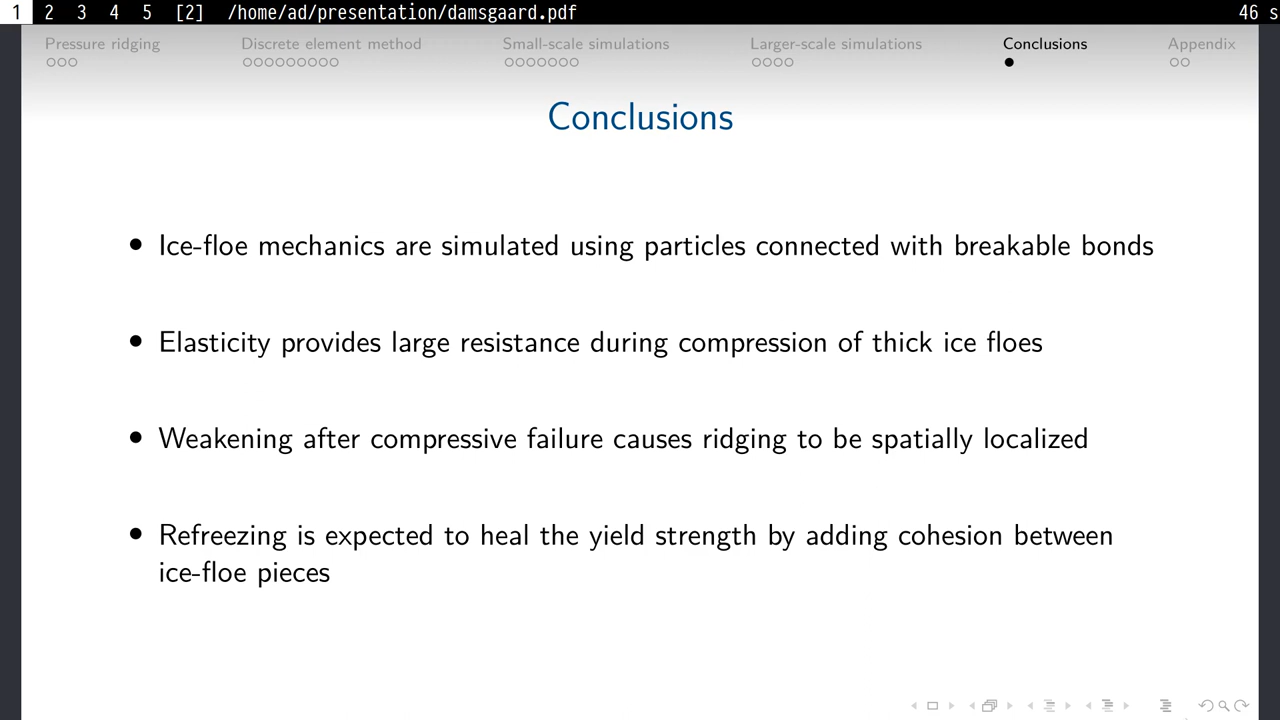 1 2 3 4 5 [2] /home/ad/presentation/damsgaard.pdf 46 s
Pressure ridging Discrete element method Small-scale simulations Larger-scale simulations Conclusions Appendix
Conclusions
• Ice-floe mechanics are simulated using particles connected with breakable bonds
• Elasticity provides large resistance during compression of thick ice floes
• Weakening after compressive failure causes ridging to be spatially localized
• Refreezing is expected to heal the yield strength by adding cohesion between
ice-floe pieces